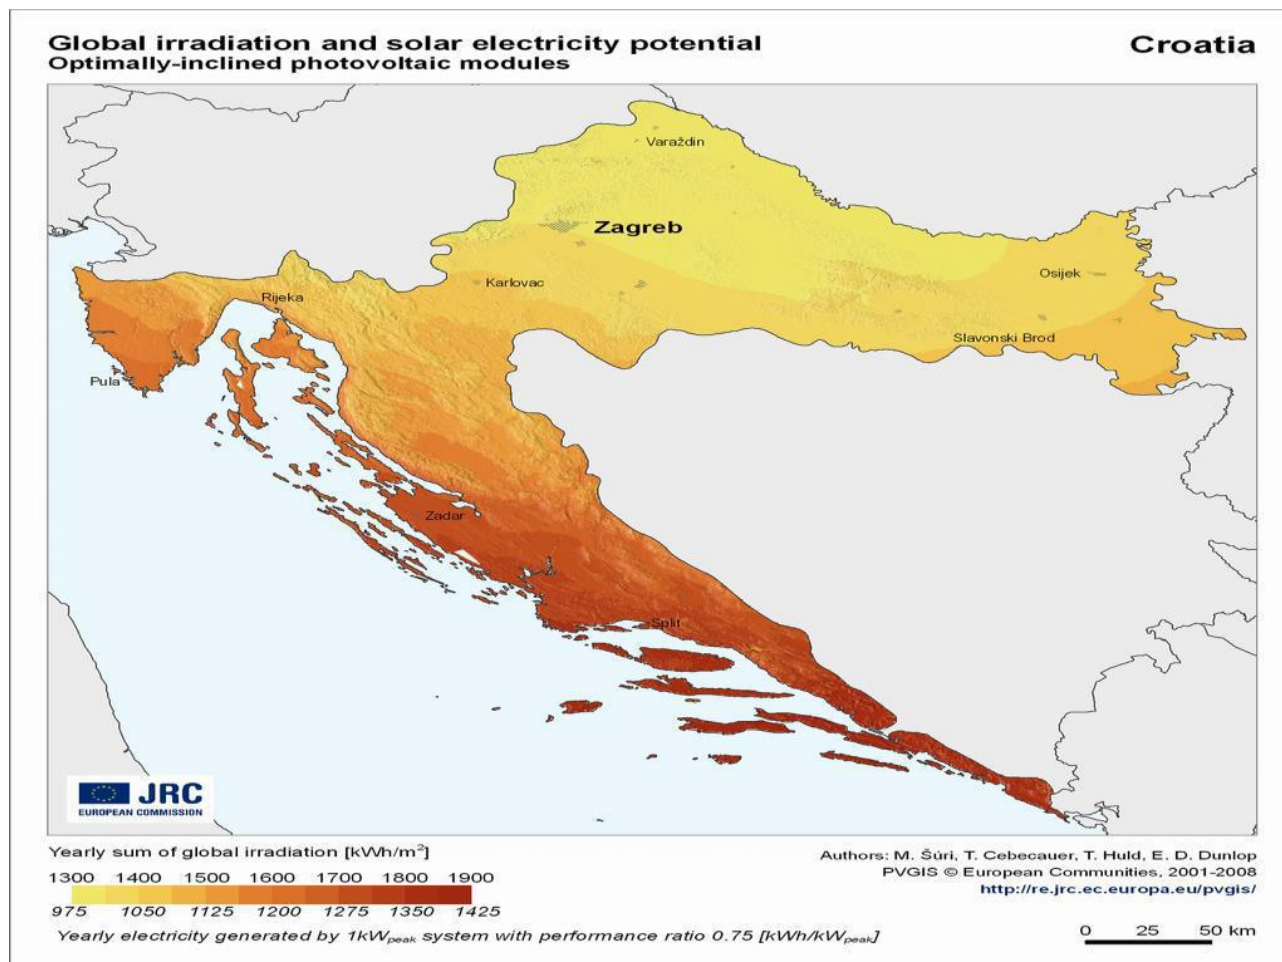 Global irradiation and solar electricity potential
Optimally-inclined photovoltaic modules
Croatia
Varaždin
Zagreb
Osijek
Karlovac
Rijeka
Slavonski Brod
Pula
Zadar
Split
JRC
EUROPEAN COMMISSION
Yearly sum of global irradiation [kWh/m²]
1300 1400 1500 1600 1700 1800 1900
975 1050 1125 1200 1275 1350 1425
Yearly electricity generated by 1kWpeak system with performance ratio 0.75 [kWh/kWpeak]
Authors: M. Šúri, T. Cebecauer, T. Huld, E. D. Dunlop
PVGIS © European Communities, 2001-2008
http://re.jrc.ec.europa.eu/pvgis/
0 25 50 km